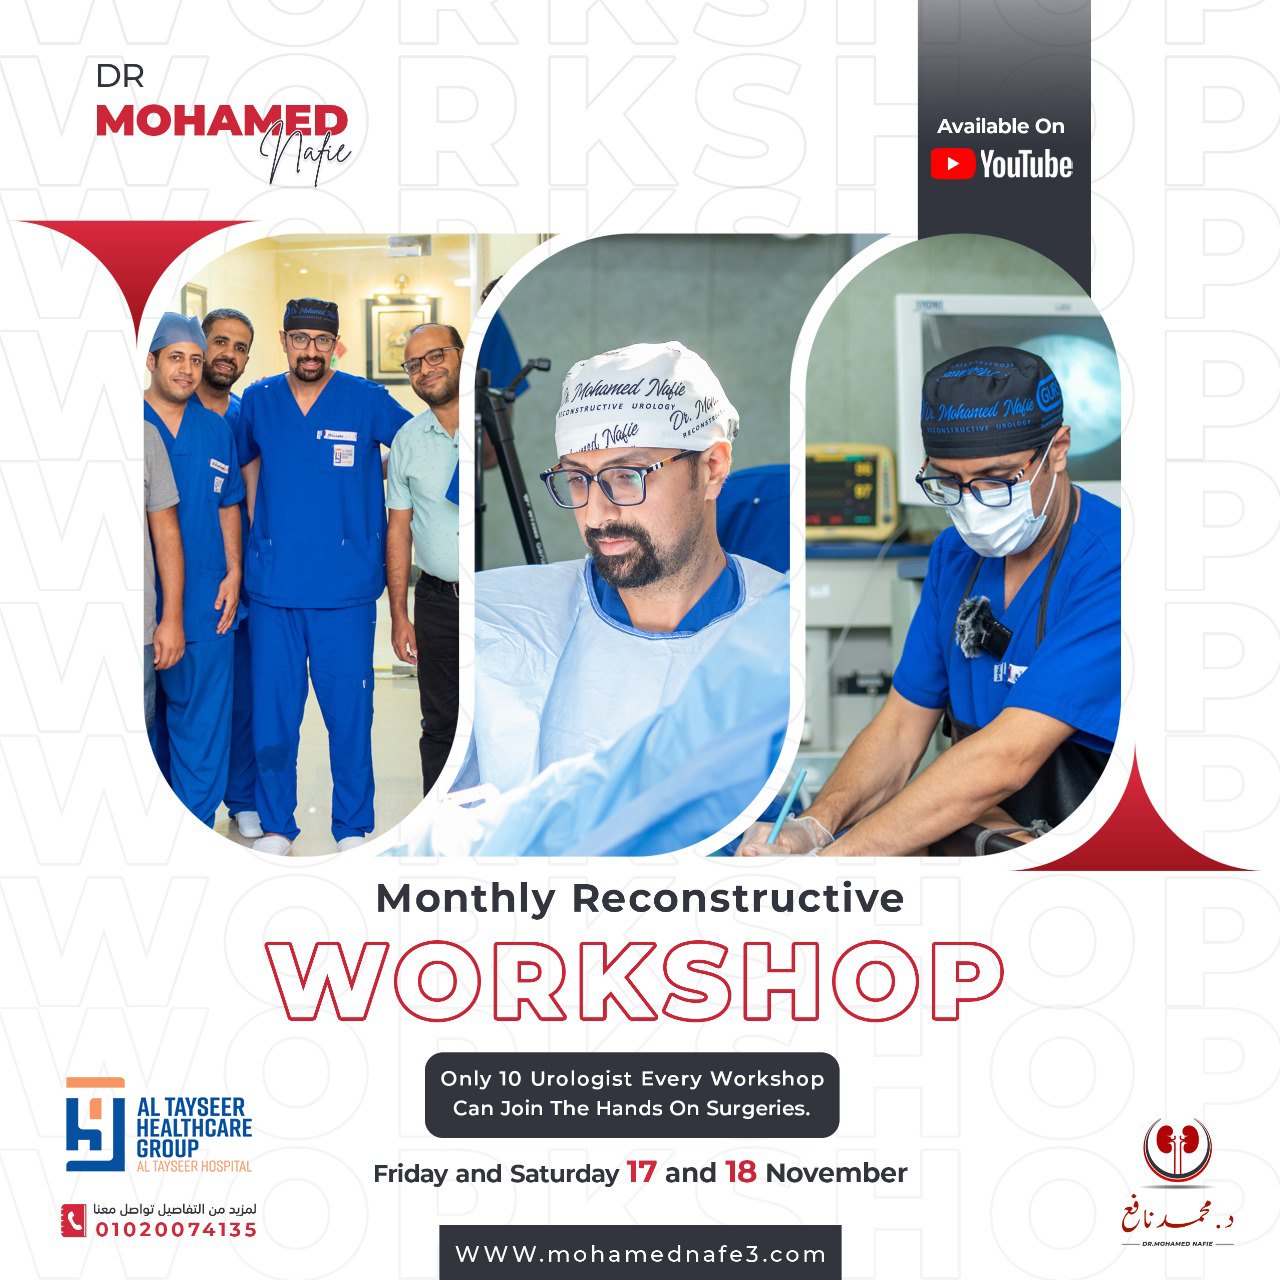 DR
MOHAMED
Nafie
Available On
YouTube
Dr. Mohamed Nafie
RECONSTRUCTIVE UROLOGY
Dr. Mohamed Nafie
RECONSTRUCTIVE UROLOGY
Monthly Reconstructive
WORKSHOP
Only 10 Urologist Every Workshop
Can Join The Hands On Surgeries.
Friday and Saturday 17 and 18 November
AL TAYSEER
HEALTHCARE
GROUP
AL TAYSEER HOSPITAL
لمزيد من التفاصيل تواصل معنا
01020074135
WWW.mohamednafe3.com
د. محمد نافع
DR.MOHAMED NAFIE